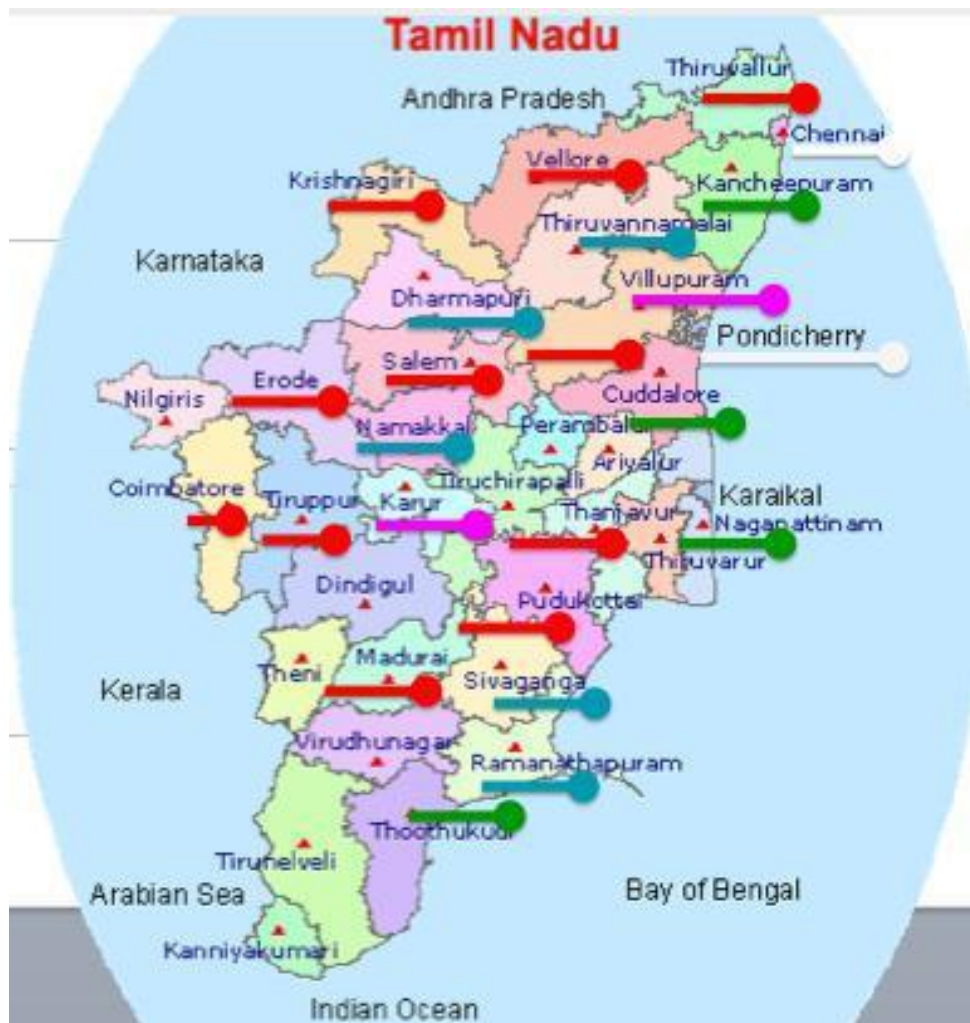 Tamil Nadu
Thiruvallur
Andhra Pradesh
Chennai
Vellore
Krishnagiri
Kancheepuram
Thiruvannamalai
Karnataka
Villupuram
Dharmapuri
Pondicherry
Salem
Erode
Cuddalore
Nilgiris
Namakkal
Perambalur
Ariyalur
Tiruchirapalli
Coimbatore
Tiruppur
Karur
Karaikal
Thanjavur
Nagapattinam
Thiruvarur
Dindigul
Pudukottai
Madurai
Theni
Sivaganga
Kerala
Virudhunagar
Ramanathapuram
Thoothukudi
Tirunelveli
Arabian Sea
Bay of Bengal
Kanniyakumari
Indian Ocean